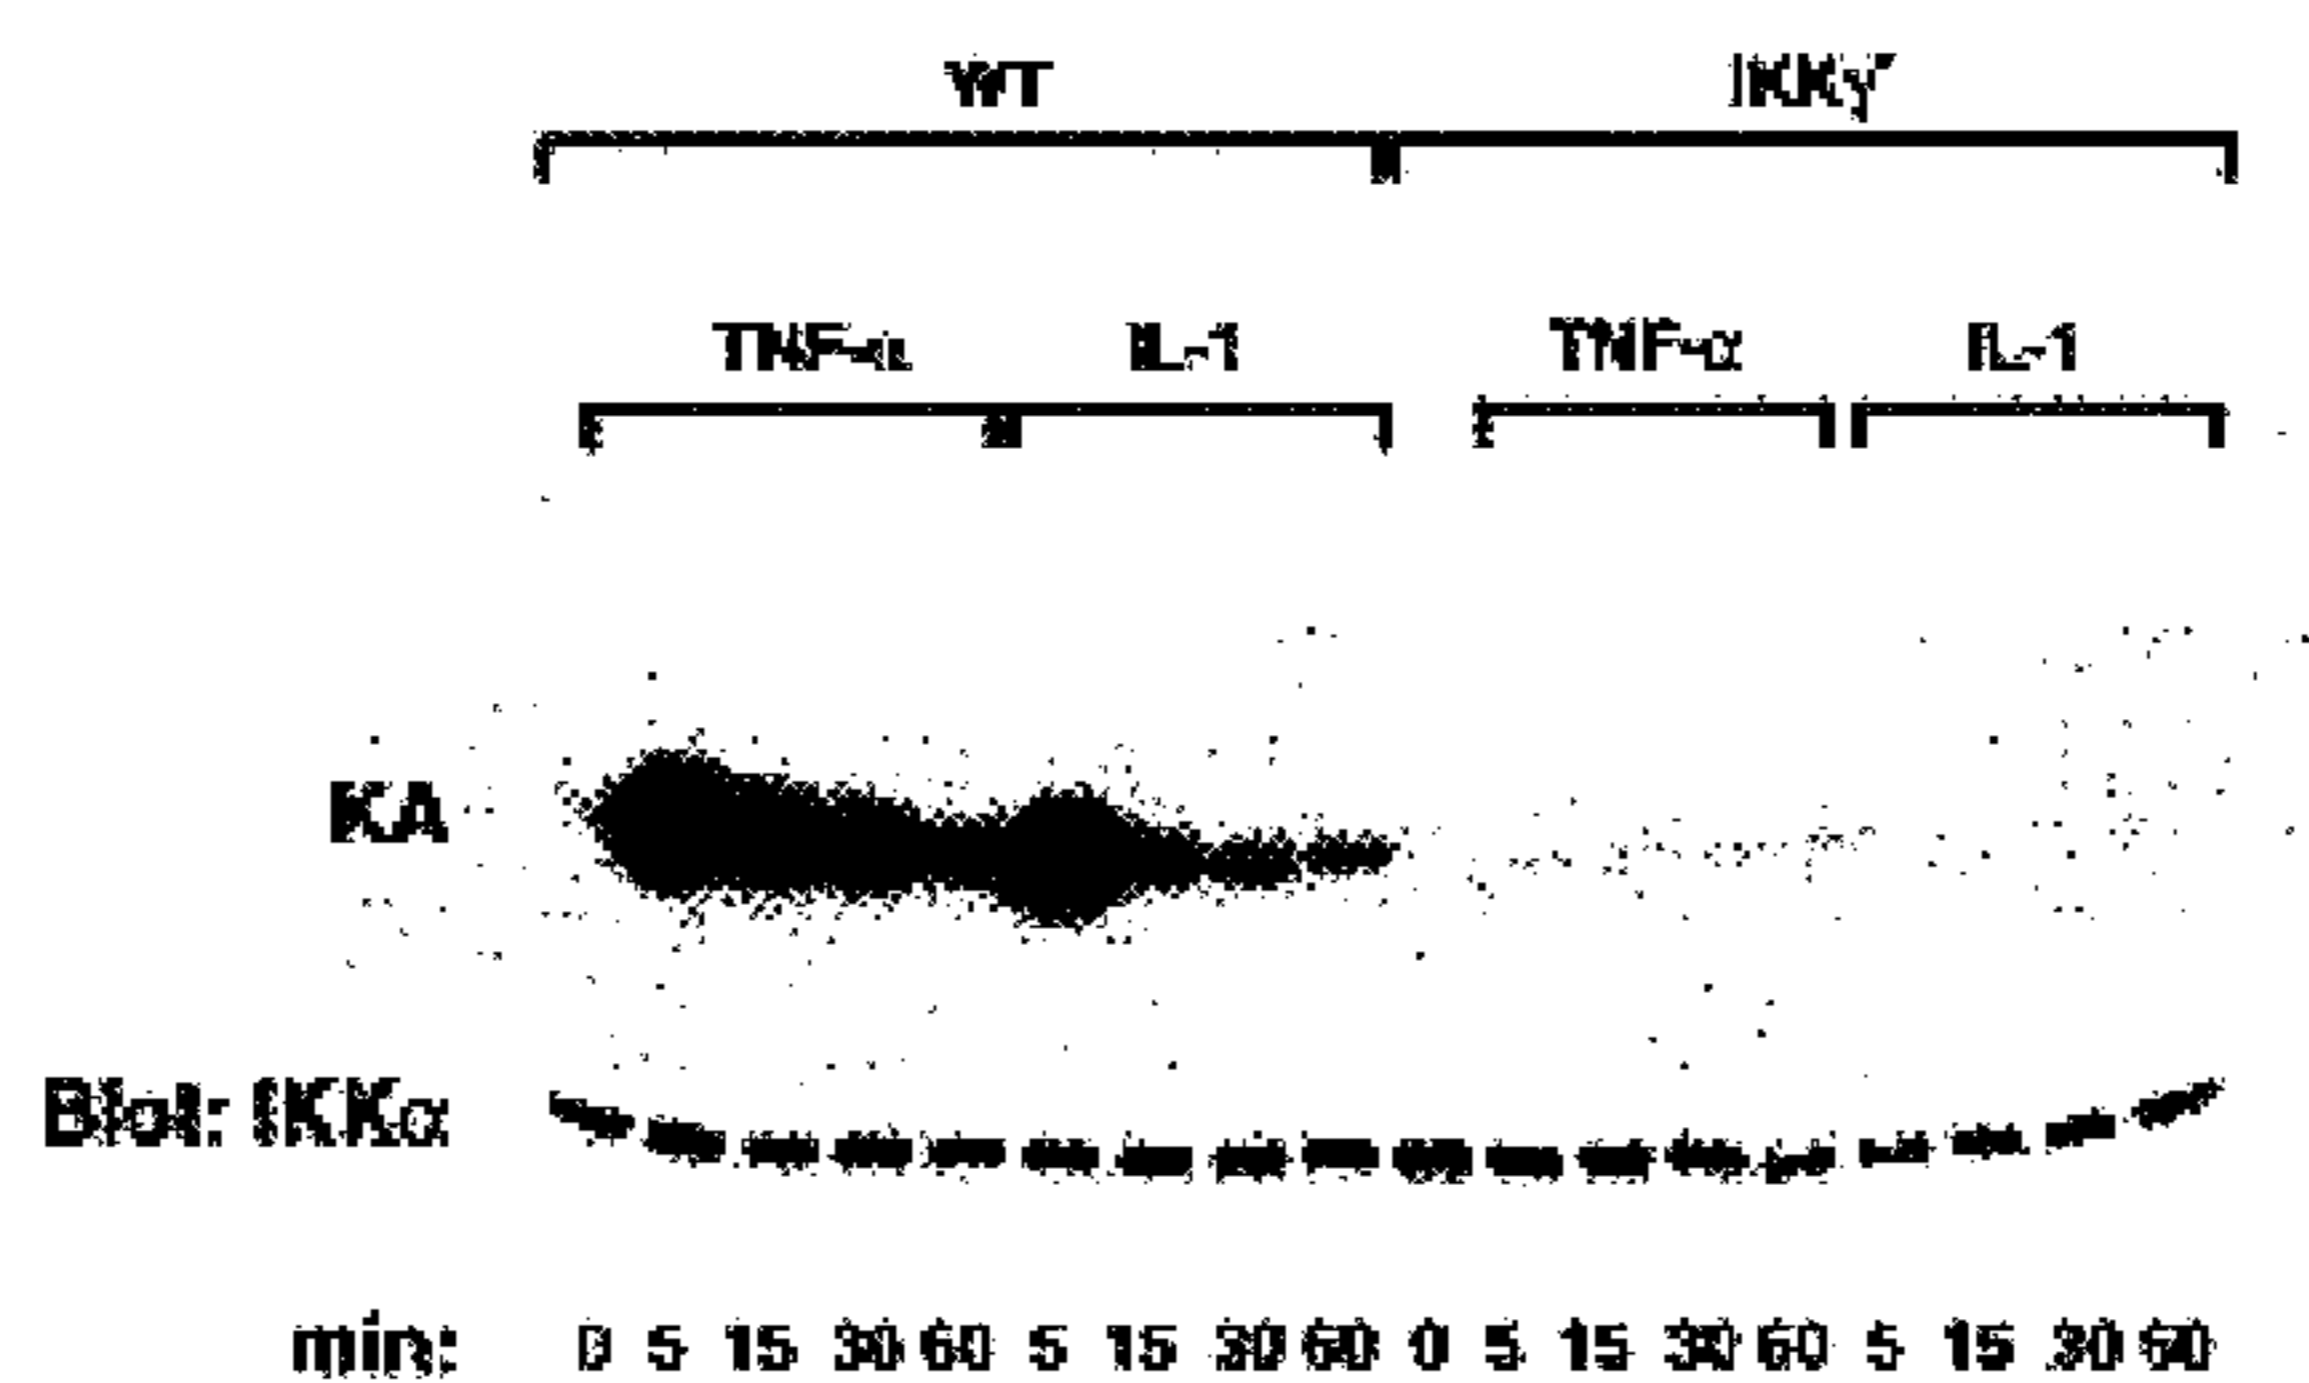 WT IKKγ-
TNF-α IL-1 TNF-α IL-1
KA
Blot: IKKα
min: 0 5 15 30 60 5 15 30 60 0 5 15 30 60 5 15 30 60